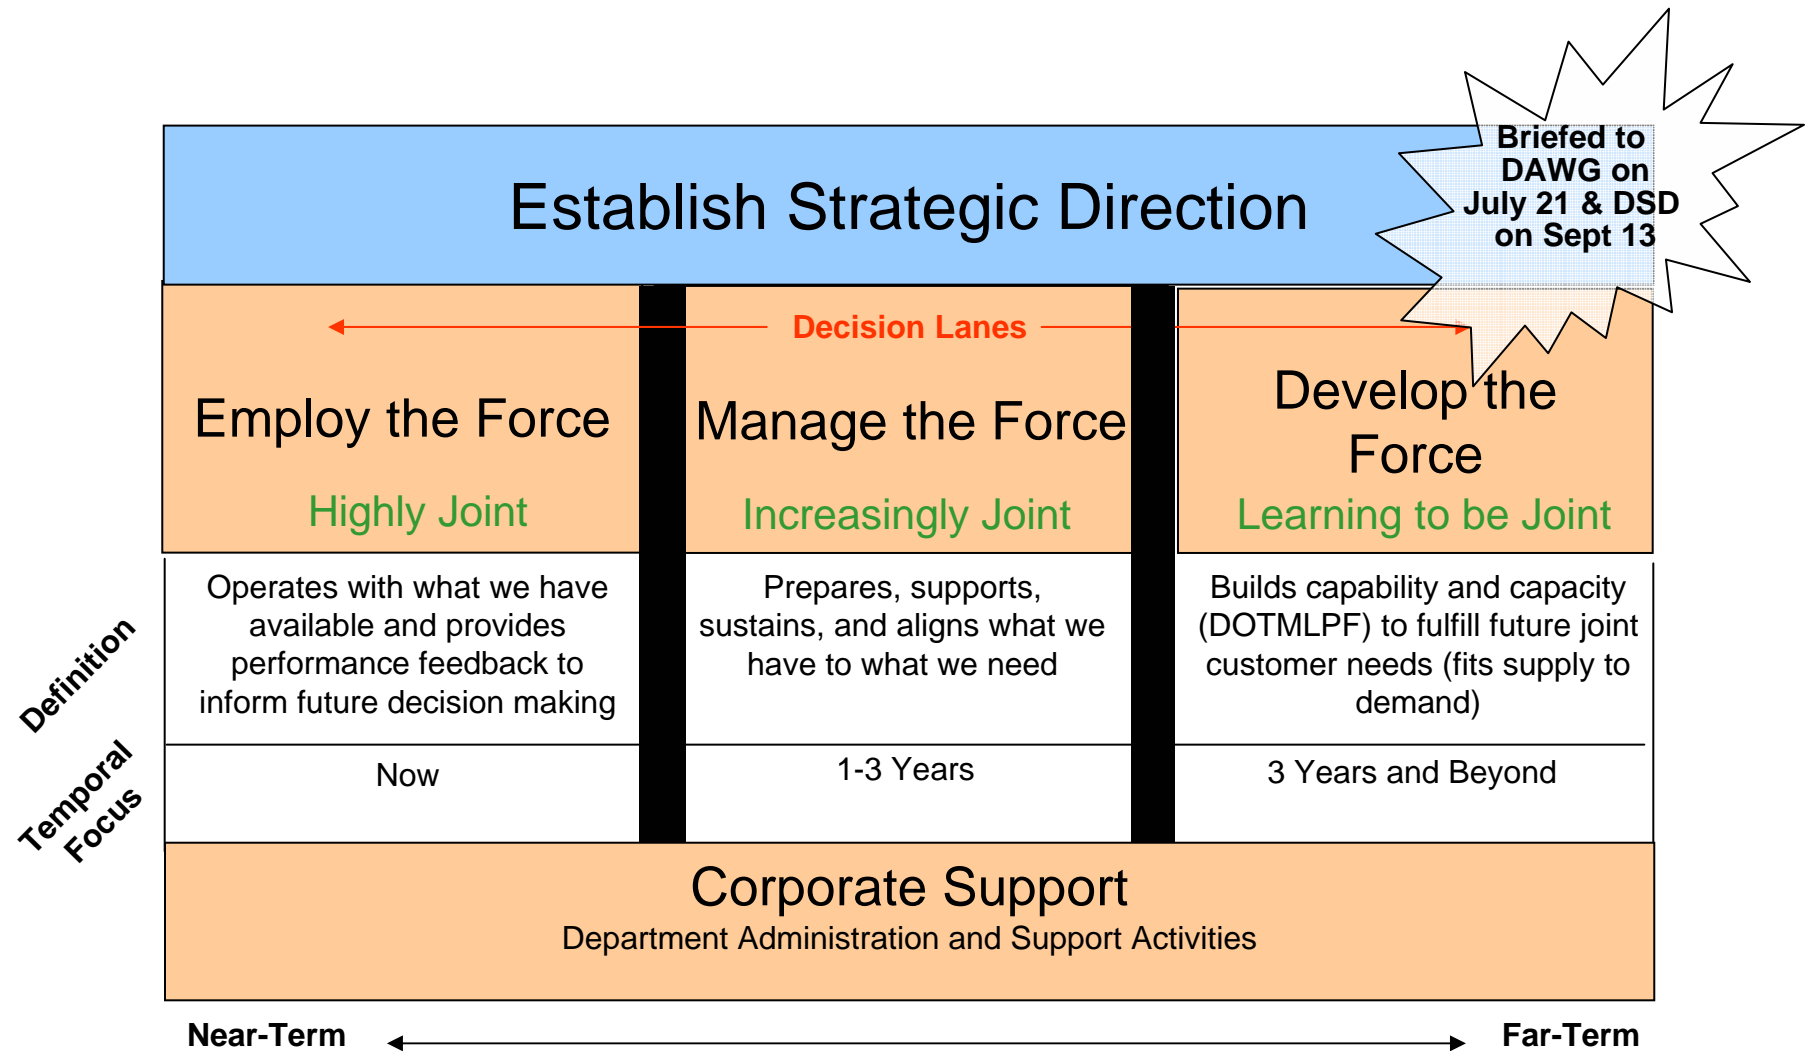 Briefed to
DAWG on
July 21 & DSD
on Sept 13
Establish Strategic Direction
Decision Lanes
Employ the Force
Highly Joint
Manage the Force
Increasingly Joint
Develop the
Force
Learning to be Joint
Definition
Operates with what we have
available and provides
performance feedback to
inform future decision making
Prepares, supports,
sustains, and aligns what we
have to what we need
Builds capability and capacity
(DOTMLPF) to fulfill future joint
customer needs (fits supply to
demand)
Temporal
Focus
Now
1-3 Years
3 Years and Beyond
Corporate Support
Department Administration and Support Activities
Near-Term
Far-Term